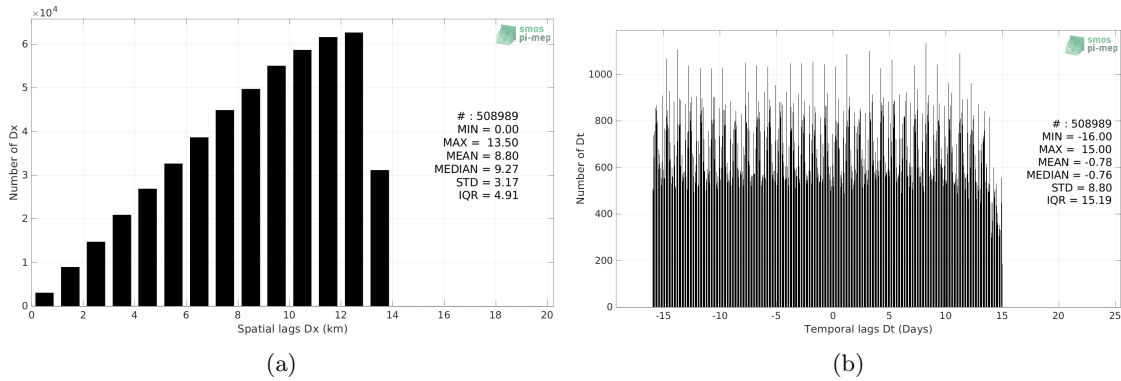 ×10⁴
6
5
4
3
2
1
0
0 2 4 6 8 10 12 14 16 18 20
Number of Dx
Spatial lags Dx (km)
smos
pi-mep
# : 508989
MIN = 0.00
MAX = 13.50
MEAN = 8.80
MEDIAN = 9.27
STD = 3.17
IQR = 4.91
(a)
1000
800
600
400
200
0
-15 -10 -5 0 5 10 15 20 25
Number of Dt
Temporal lags Dt (Days)
smos
pi-mep
# : 508989
MIN = -16.00
MAX = 15.00
MEAN = -0.78
MEDIAN = -0.76
STD = 8.80
IQR = 15.19
(b)